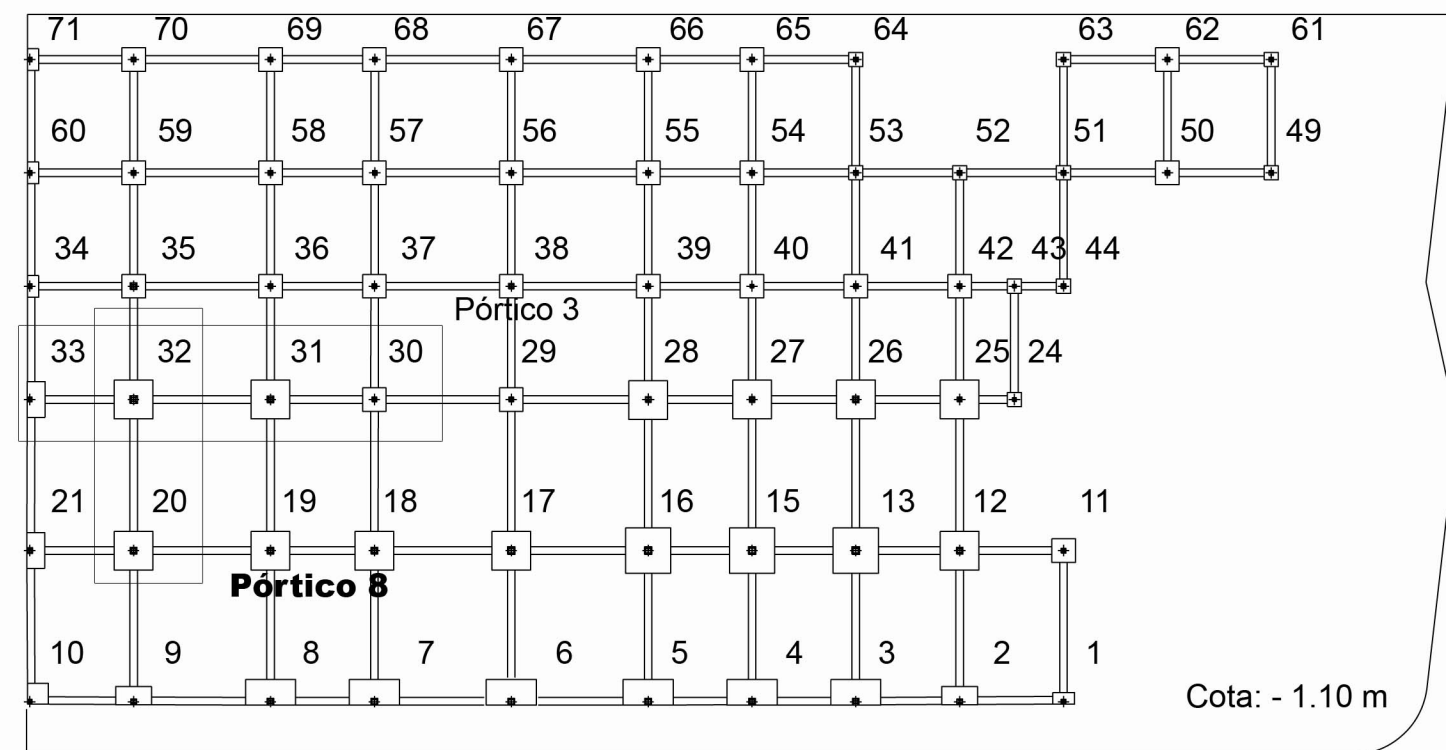 71 70 69 68 67 66 65 64 63 62 61
60 59 58 57 56 55 54 53 52 51 50 49
34 35 36 37 38 39 40 41 42 43 44
Pórtico 3
33 32 31 30 29 28 27 26 25 24
21 20 19 18 17 16 15 13 12 11
Pórtico 8
10 9 8 7 6 5 4 3 2 1
Cota: - 1.10 m